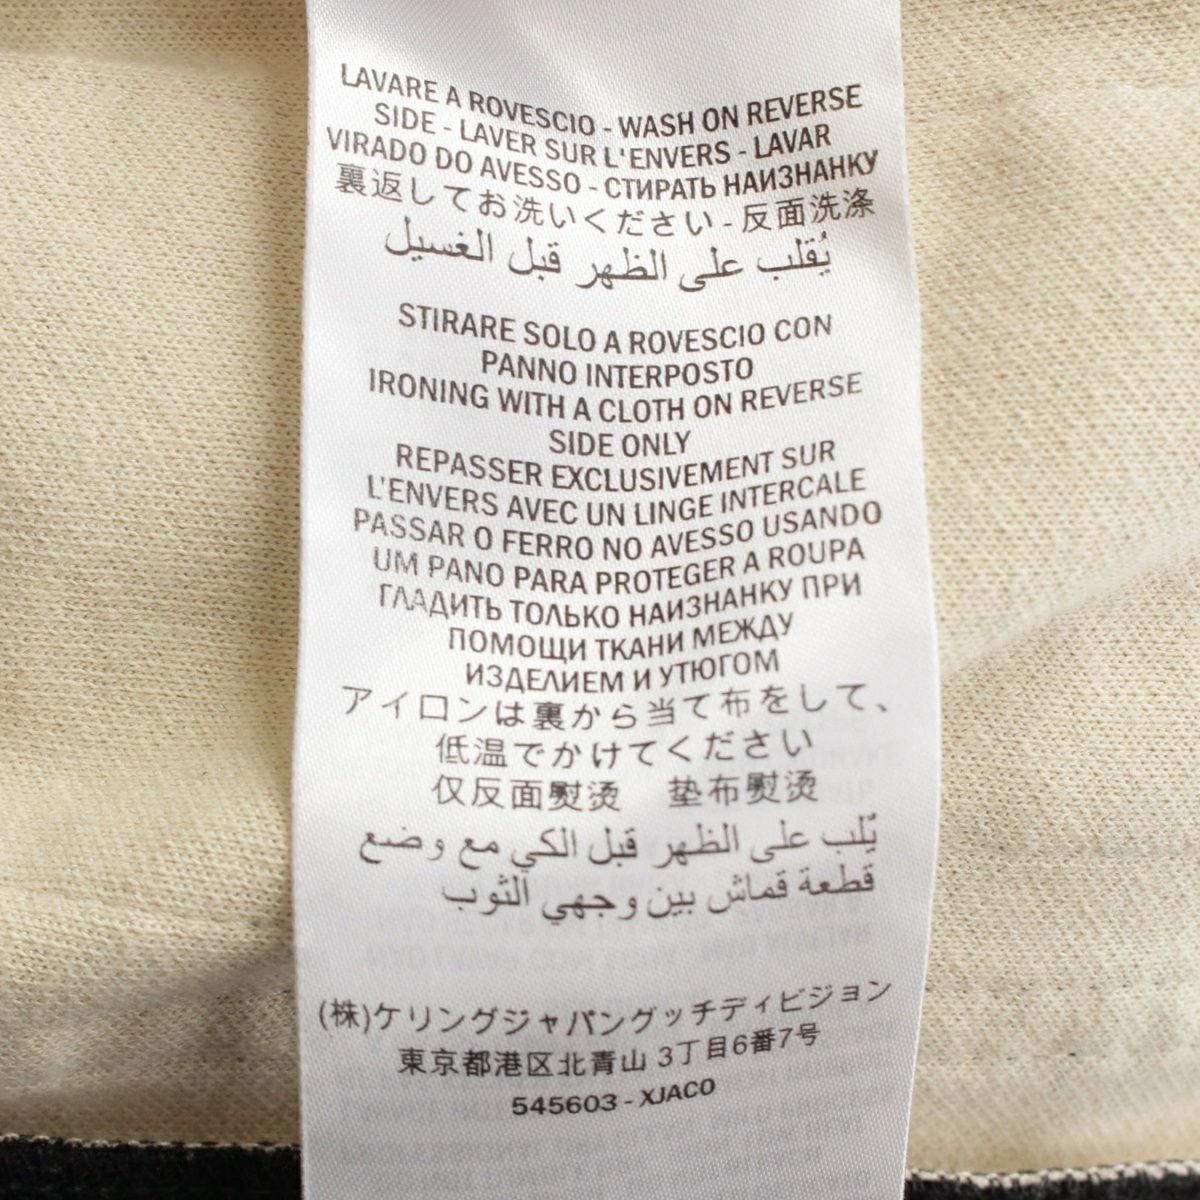 LAVARE A ROVESCIO - WASH ON REVERSE
SIDE - LAVER SUR L'ENVERS - LAVAR
VIRADO DO AVESSO - СТИРАТЬ НАИЗНАНКУ
裏返してお洗いください - 反面洗涤
يُقلب على الظهر قبل الغسيل
STIRARE SOLO A ROVESCIO CON
PANNO INTERPOSTO
IRONING WITH A CLOTH ON REVERSE
SIDE ONLY
REPASSER EXCLUSIVEMENT SUR
L'ENVERS AVEC UN LINGE INTERCALE
PASSAR O FERRO NO AVESSO USANDO
UM PANO PARA PROTEGER A ROUPA
ГЛАДИТЬ ТОЛЬКО НАИЗНАНКУ ПРИ
ПОМОЩИ ТКАНИ МЕЖДУ
ИЗДЕЛИЕМ И УТЮГОМ
アイロンは裏から当て布をして、
低温でかけてください
仅反面熨烫 垫布熨烫
على الظهر قبل الكي مع وضع
قطعة قماش بين وجهي الثوب
(株)ケリングジャパングッチディビジョン
東京都港区北青山 3丁目6番7号
545603 - XJACO